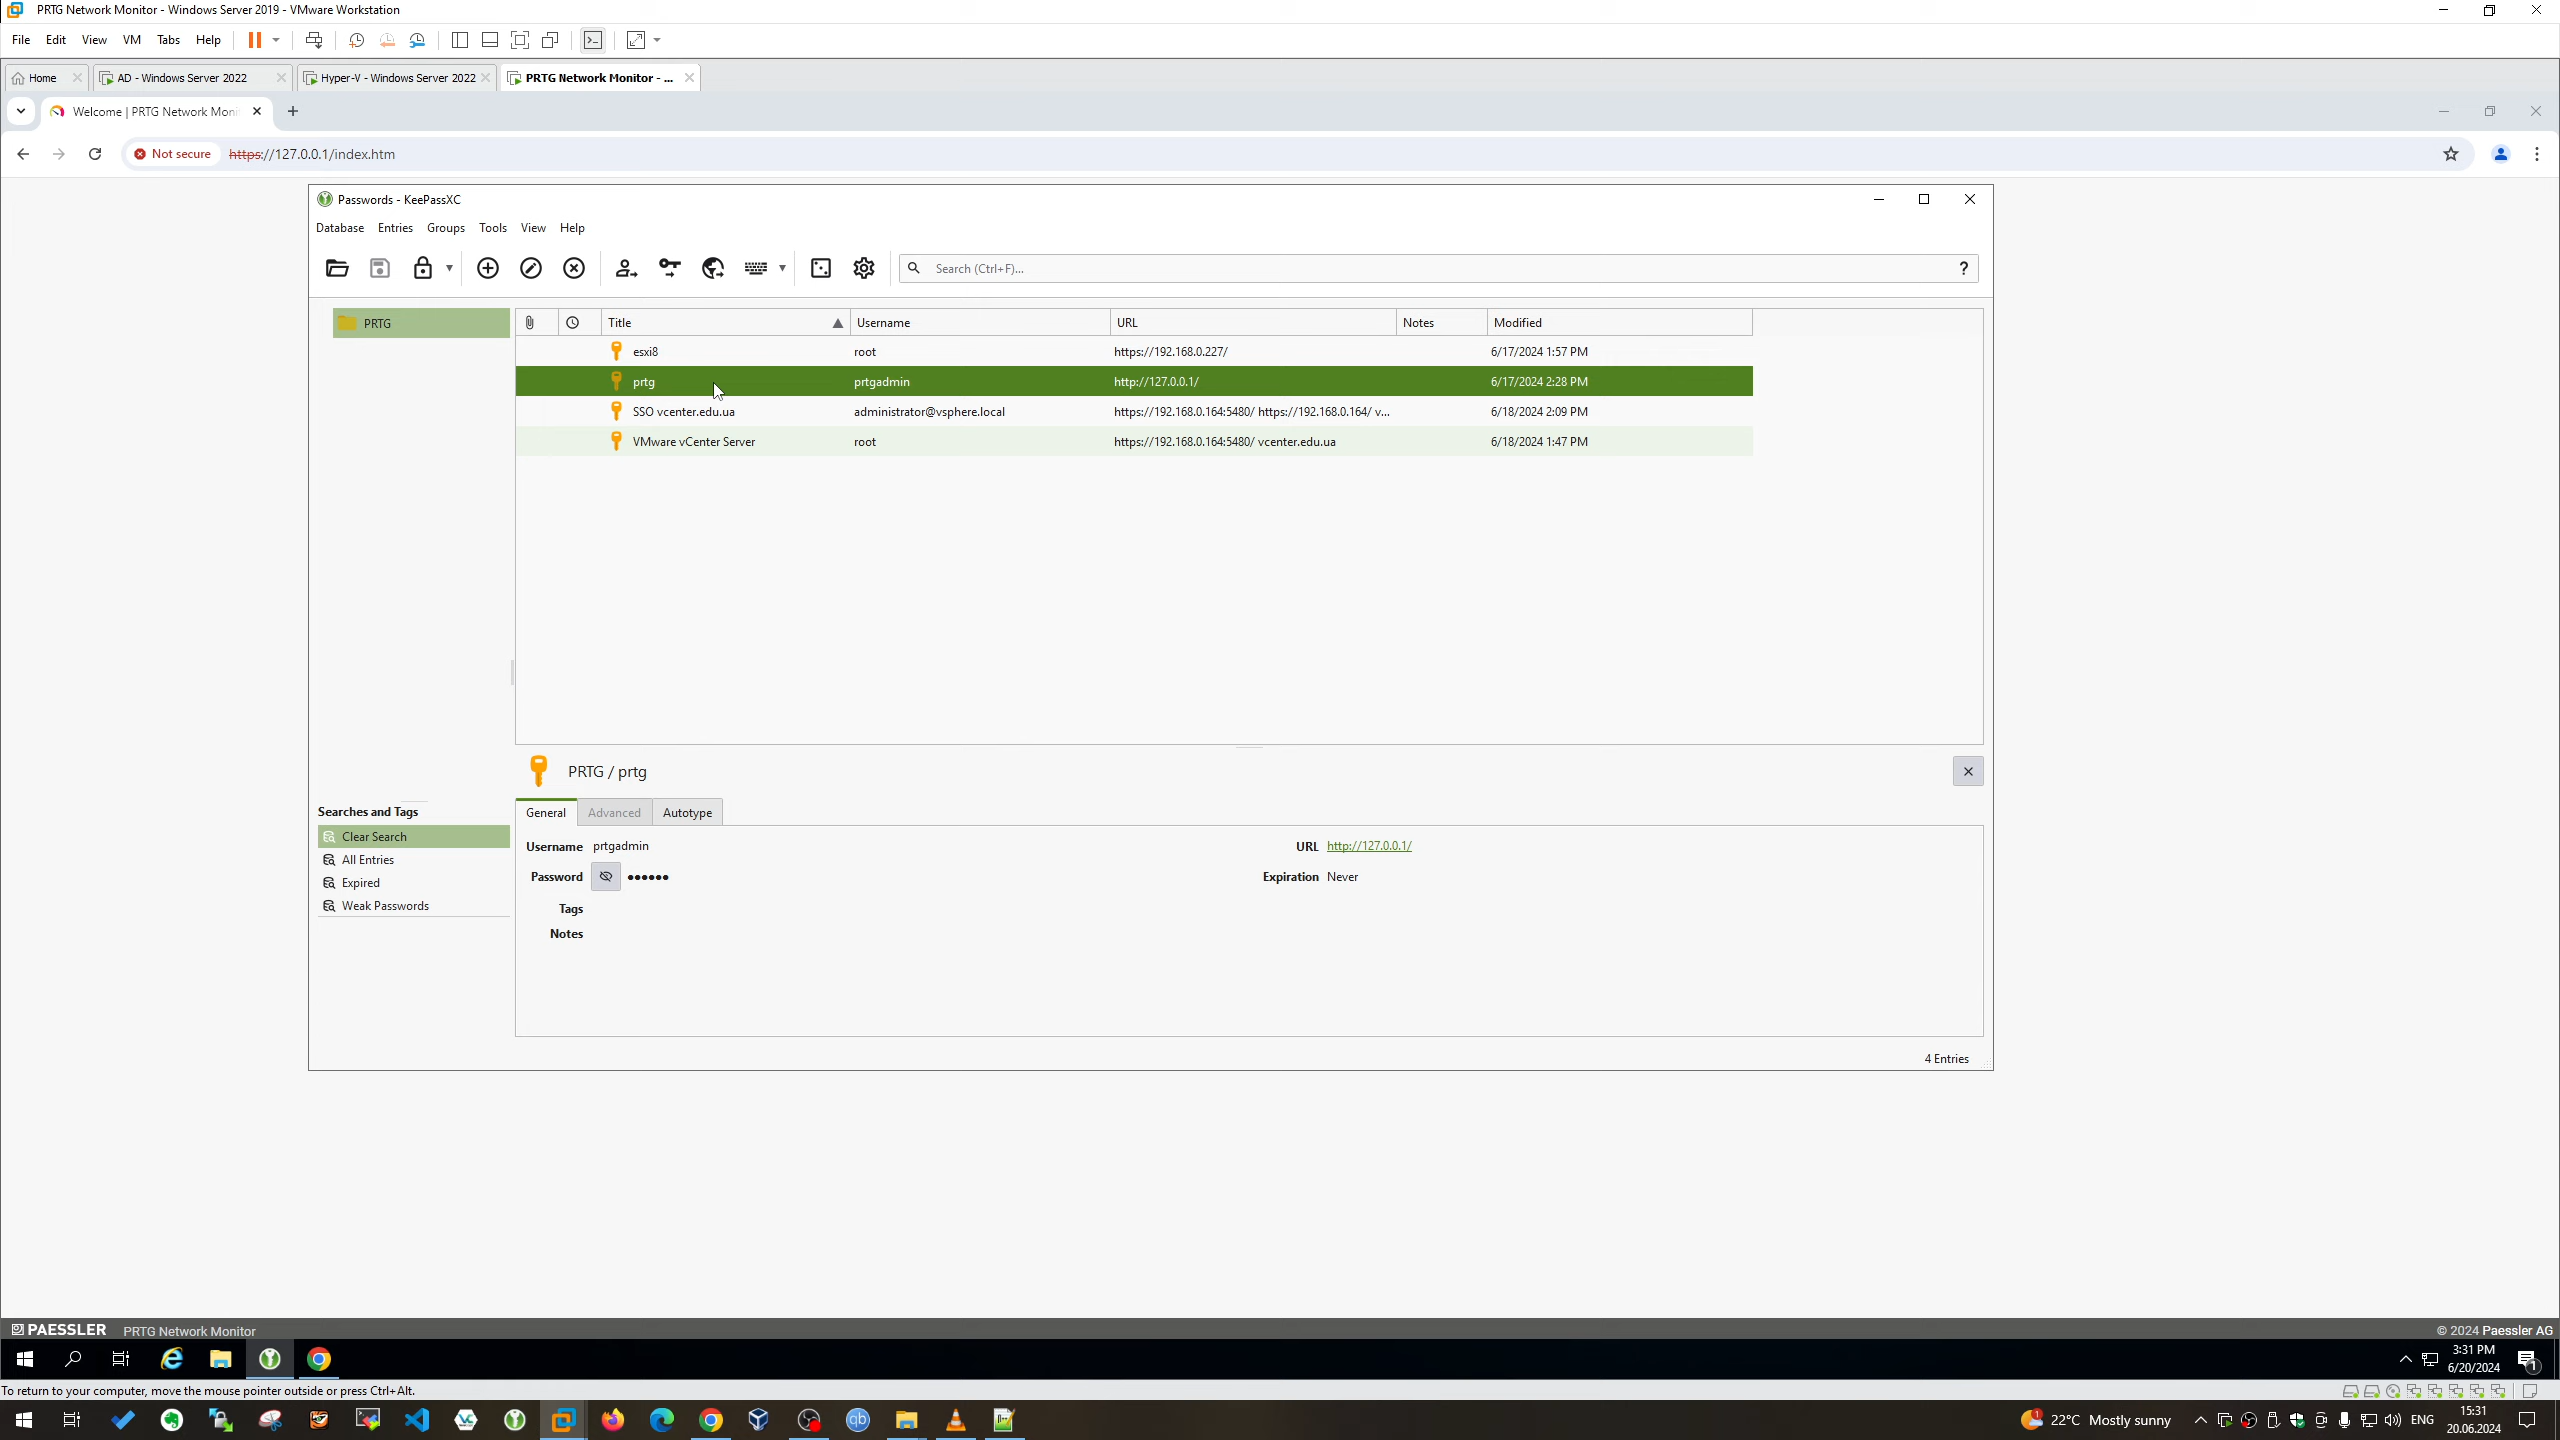 PRTG Network Monitor - Windows Server 2019 - VMware Workstation
File Edit View VM Tabs Help
Home AD - Windows Server 2022 Hyper-V - Windows Server 2022 PRTG Network Monitor - ...
Welcome | PRTG Network Moni
Not secure https://127.0.0.1/index.htm
Passwords - KeePassXC
Database Entries Groups Tools View Help
Search (Ctrl+F)... ?
PRTG
Title Username URL Notes Modified
esxi8 root https://192.168.0.227/ 6/17/2024 1:57 PM
prtg prtgadmin http://127.0.0.1/ 6/17/2024 2:28 PM
SSO vcenter.edu.ua administrator@vsphere.local https://192.168.0.164:5480/ https://192.168.0.164/ v... 6/18/2024 2:09 PM
VMware vCenter Server root https://192.168.0.164:5480/ vcenter.edu.ua 6/18/2024 1:47 PM
PRTG / prtg
Searches and Tags
Clear Search
All Entries
Expired
Weak Passwords
General Advanced Autotype
Username prtgadmin URL http://127.0.0.1/
Password ●●●●●● Expiration Never
Tags
Notes
4 Entries
PAESSLER PRTG Network Monitor © 2024 Paessler AG
3:31 PM
6/20/2024
1
To return to your computer, move the mouse pointer outside or press Ctrl+Alt.
1 22°C Mostly sunny ENG 15:31
20.06.2024